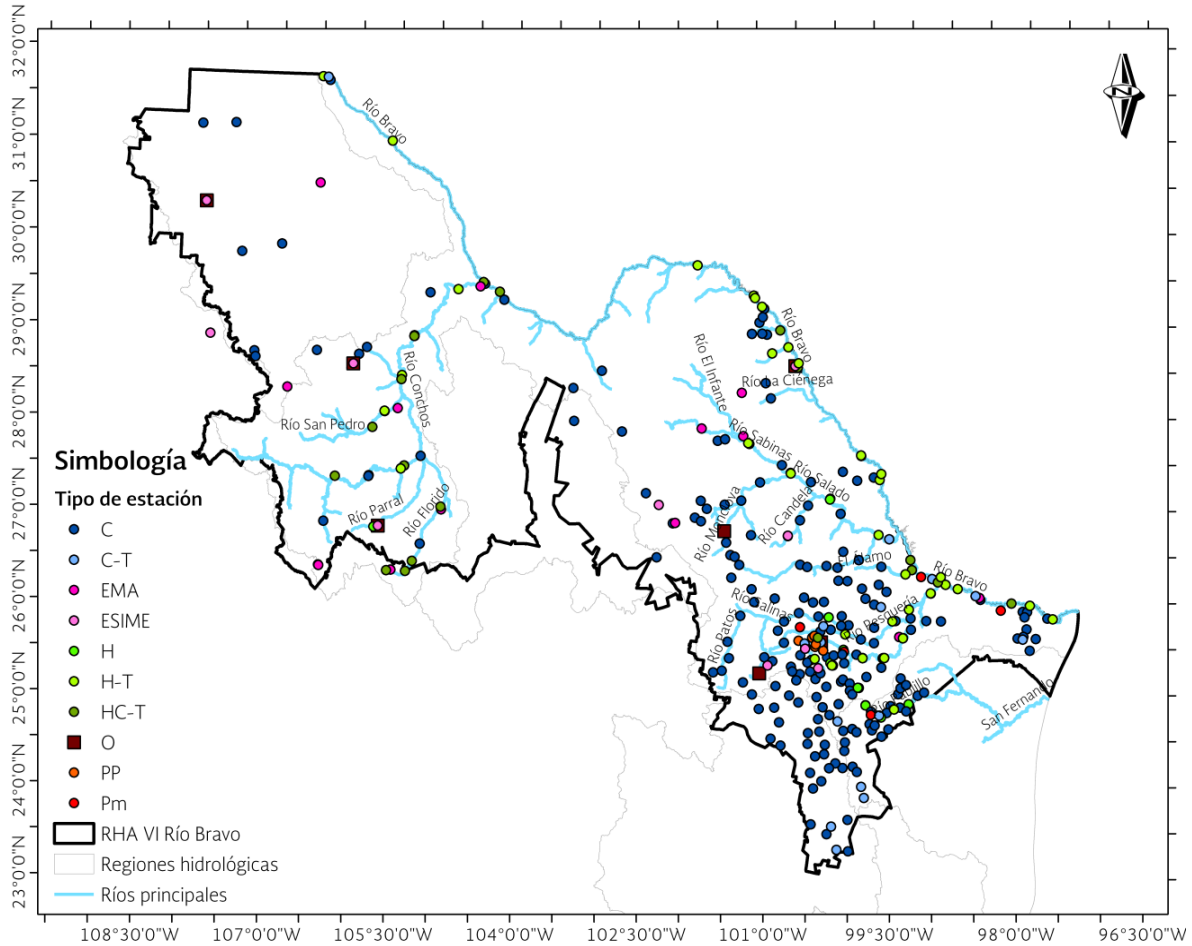 32°0'0"N
31°0'0"N
30°0'0"N
29°0'0"N
28°0'0"N
27°0'0"N
26°0'0"N
25°0'0"N
24°0'0"N
23°0'0"N
N
Río Bravo
Río Bravo
Río Conchos
Río El Infante
Río La Ciénega
Río San Pedro
Río Sabinas
Río Salado
Río Parral
Río Florido
Río Candela
El Álamo
Río Bravo
Río Salinas
Río Pesquería
Río Patos
San Fernando
Simbología
Tipo de estación
C
C-T
EMA
ESIME
H
H-T
HC-T
O
PP
Pm
RHA VI Río Bravo
Regiones hidrológicas
Ríos principales
108°30'0"W
107°0'0"W
105°30'0"W
104°0'0"W
102°30'0"W
101°0'0"W
99°30'0"W
98°0'0"W
96°30'0"W